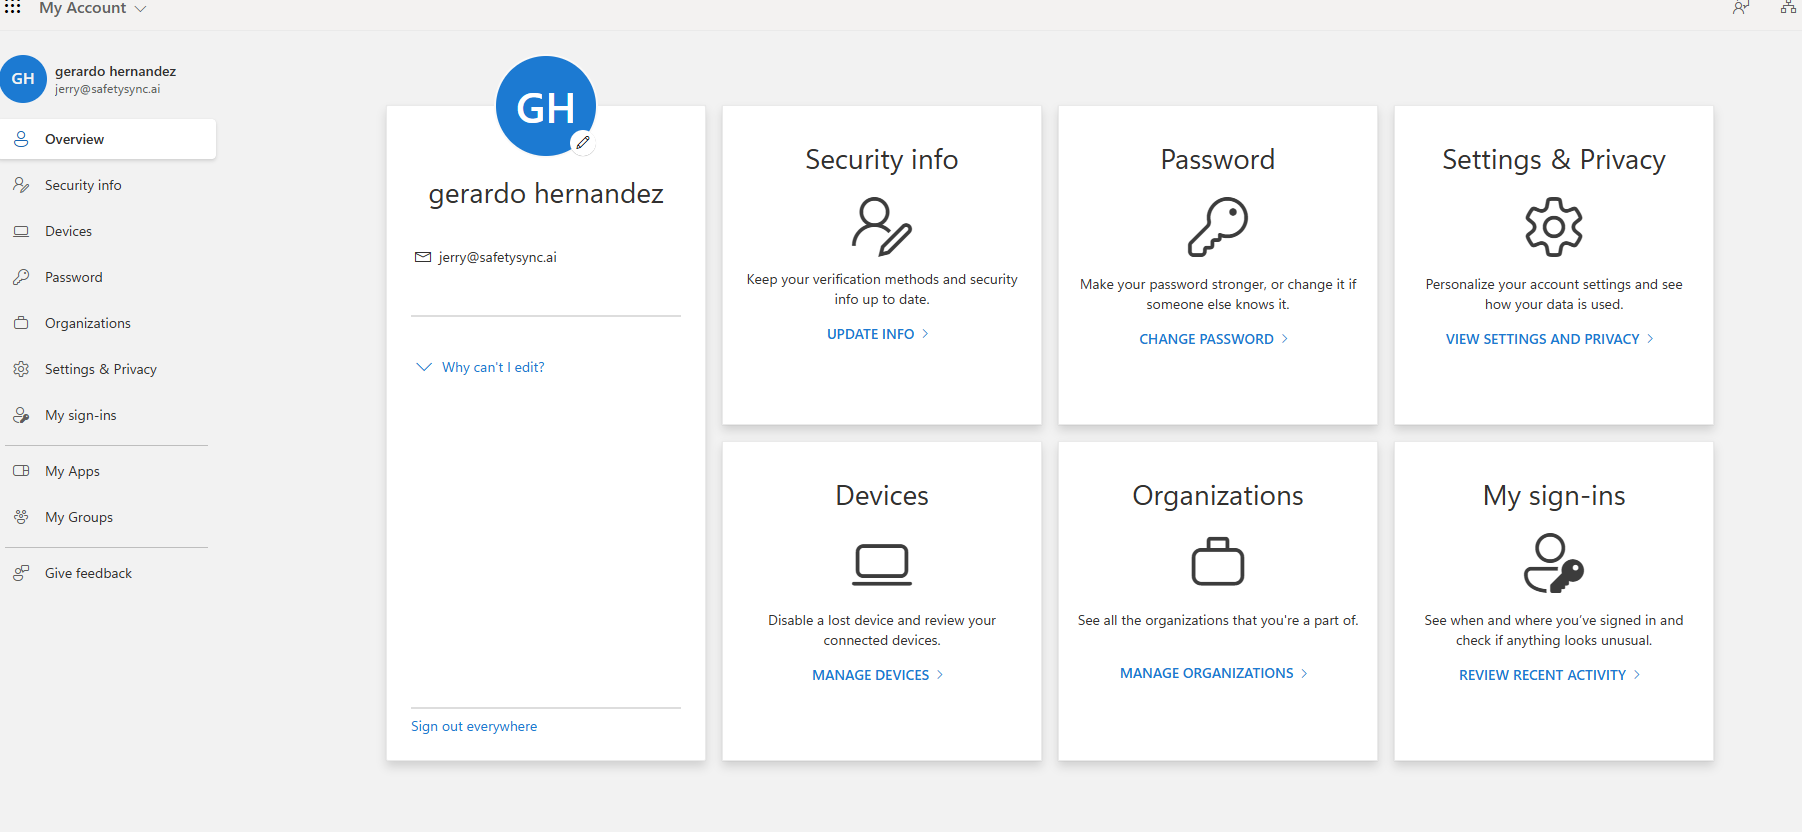 My Account
GH
gerardo hernandez
jerry@safetysync.ai
Overview
Security info
Devices
Password
Organizations
Settings & Privacy
My sign-ins
My Apps
My Groups
Give feedback
GH
gerardo hernandez
jerry@safetysync.ai
Why can't I edit?
Sign out everywhere
Security info
Keep your verification methods and security
info up to date.
UPDATE INFO
Password
Make your password stronger, or change it if
someone else knows it.
CHANGE PASSWORD
Settings & Privacy
Personalize your account settings and see
how your data is used.
VIEW SETTINGS AND PRIVACY
Devices
Disable a lost device and review your
connected devices.
MANAGE DEVICES
Organizations
See all the organizations that you're a part of.
MANAGE ORGANIZATIONS
My sign-ins
See when and where you've signed in and
check if anything looks unusual.
REVIEW RECENT ACTIVITY